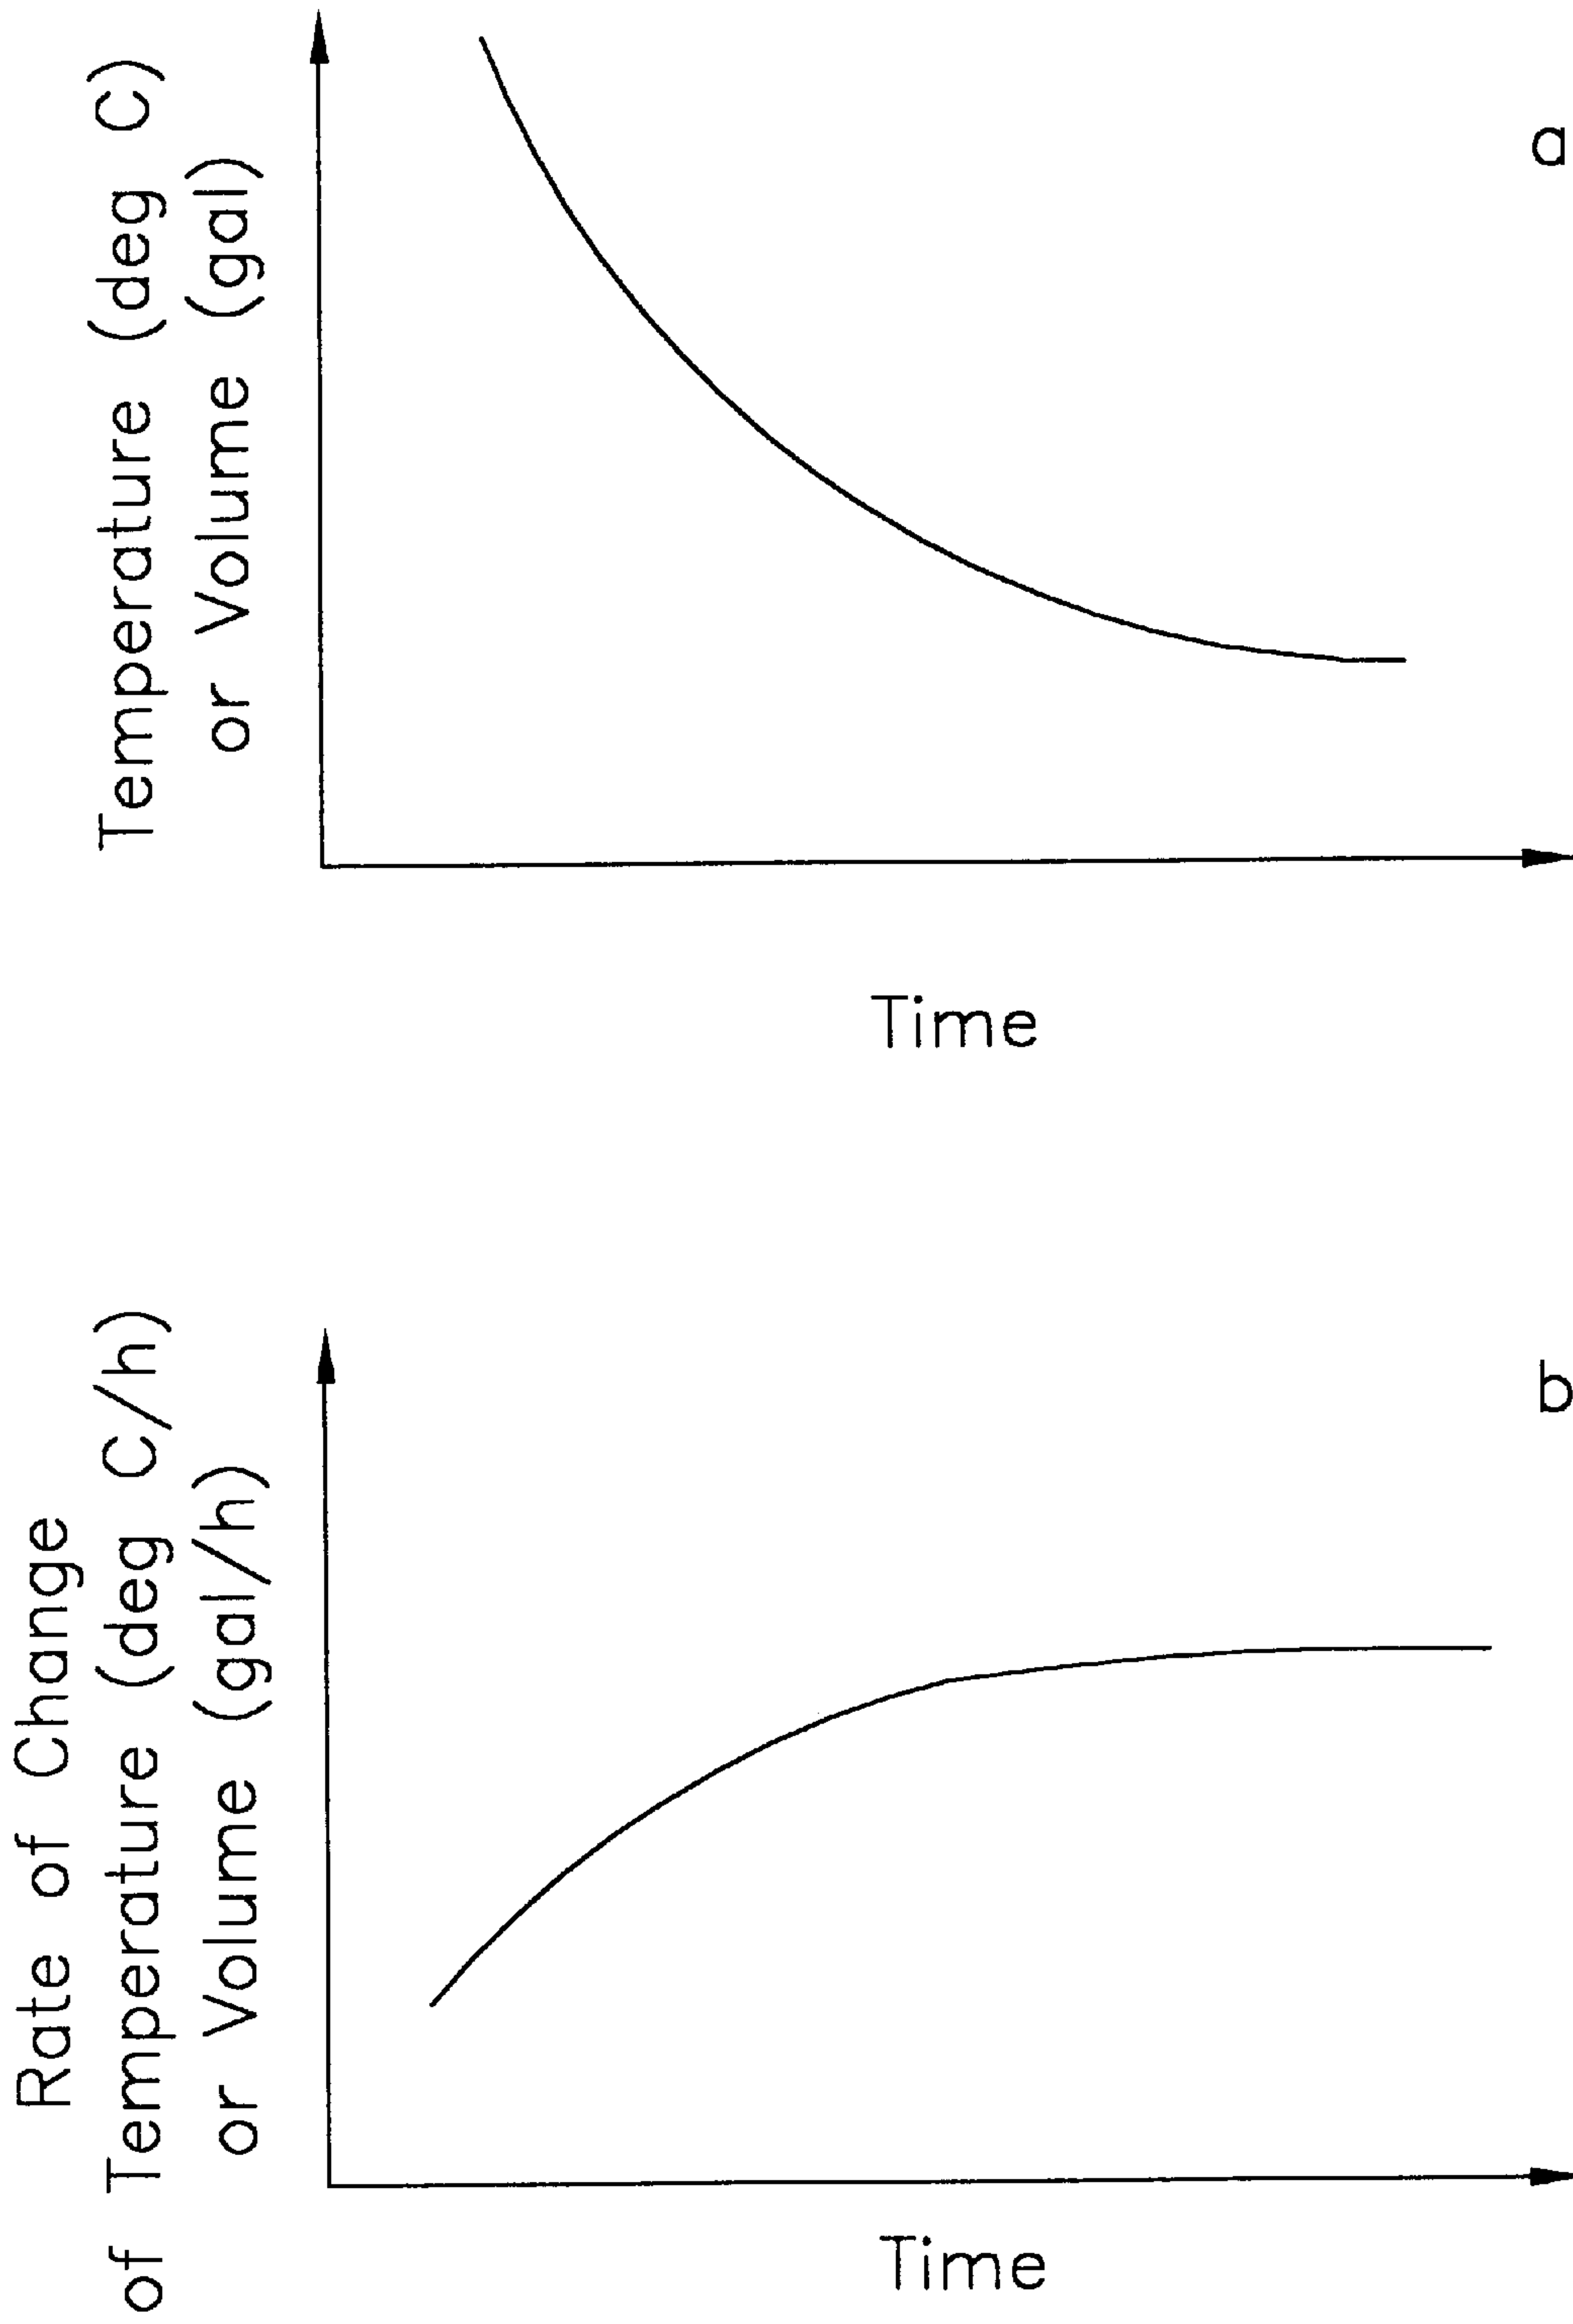 Temperature (deg C)
or Volume (gal)
a
Time
Rate of Change
of Temperature (deg C/h)
or Volume (gal/h)
b
Time